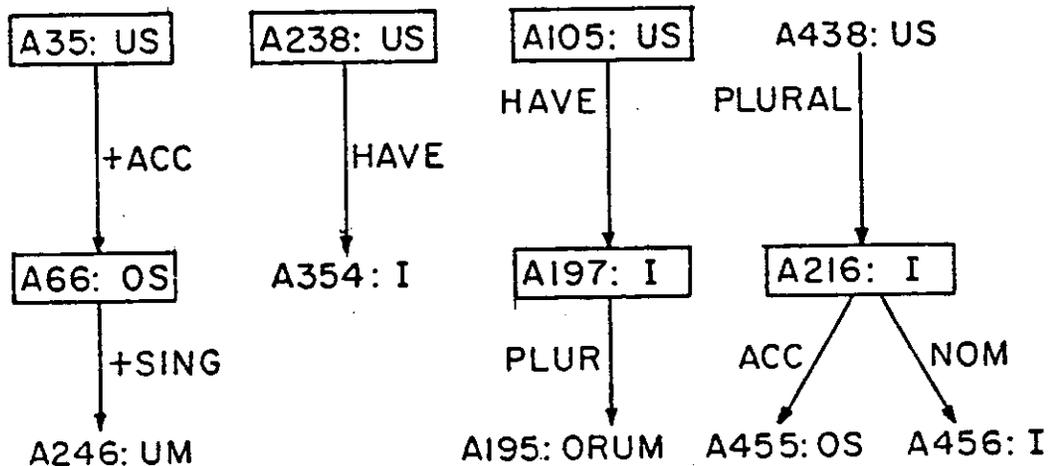 A35: US A238: US A105: US A438: US
HAVE PLURAL
+ACC HAVE
A66: OS A354: I A197: I A216: I
+SING PLUR ACC NOM
A246: UM A195: ORUM A455: OS A456: I